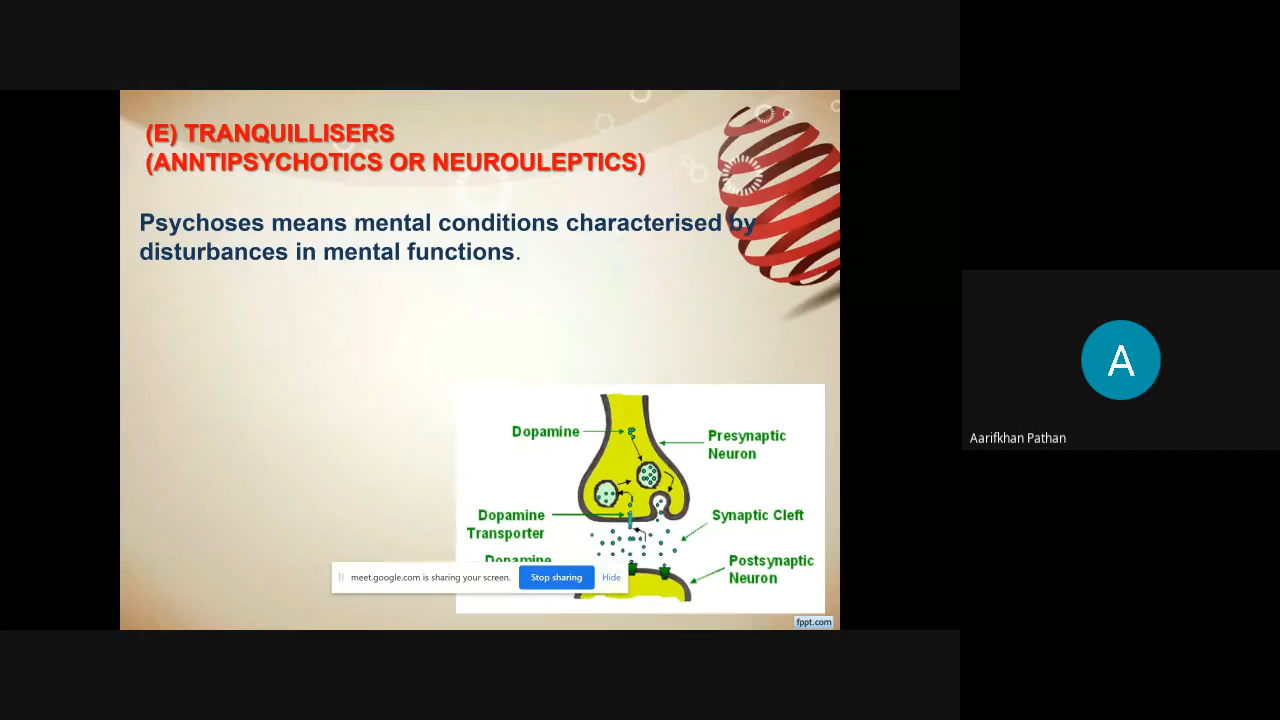 (E) TRANQUILLISERS
(ANNTIPSYCHOTICS OR NEUROULEPTICS)
Psychoses means mental conditions characterised by
disturbances in mental functions.
Dopamine
Presynaptic
Neuron
Dopamine
Transporter
Synaptic Cleft
Dopamine
Postsynaptic
Neuron
meet.google.com is sharing your screen.
Stop sharing
Hide
fppt.com
A
Aarifkhan Pathan